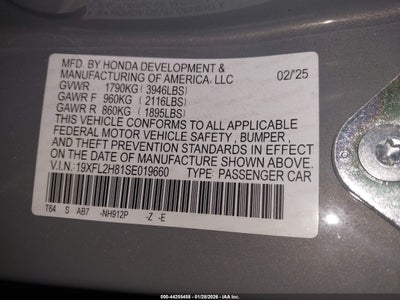 MFD. BY HONDA DEVELOPMENT &
MANUFACTURING OF AMERICA, LLC 02/'25
GVWR 1790KG (3946LBS)
GAWR F 960KG (2116LBS)
GAWR R 860KG (1895LBS)
THIS VEHICLE CONFORMS TO ALL APPLICABLE
FEDERAL MOTOR VEHICLE SAFETY, BUMPER,
AND THEFT PREVENTION STANDARDS IN EFFECT
ON THE DATE OF MANUFACTURE SHOWN ABOVE.
V.I.N.:19XFL2H81SE019660 TYPE: PASSENGER CAR
T64 S AB7 -NH912P -Z -E
000-44255458 - 01/28/2026 - IAA, Inc.